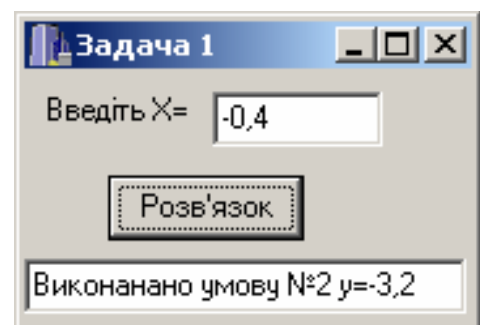 Задача 1
Введіть X= -0,4
Розв'язок
Виконанано умову №2 y=-3,2